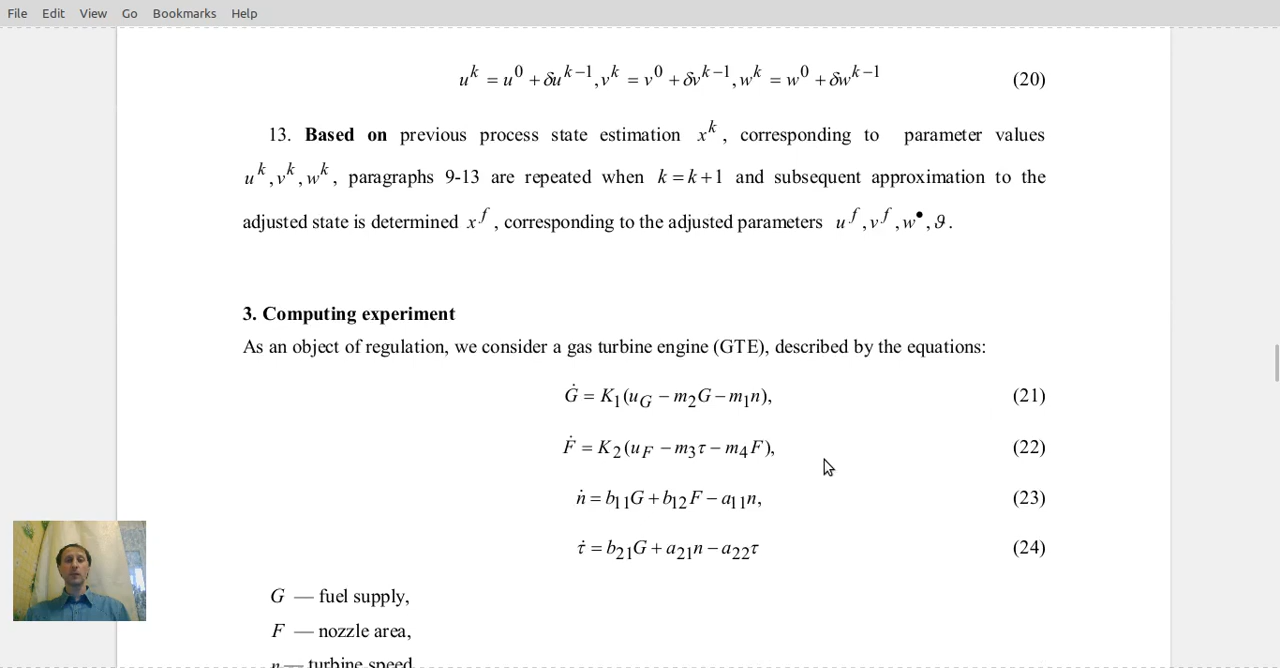 File Edit View Go Bookmarks Help
u^k = u^0 + δu^{k−1}, v^k = v^0 + δv^{k−1}, w^k = w^0 + δw^{k−1} (20)
13. Based on previous process state estimation x^k, corresponding to parameter values
u^k, v^k, w^k, paragraphs 9-13 are repeated when k = k + 1 and subsequent approximation to the
adjusted state is determined x^f, corresponding to the adjusted parameters u^f, v^f, w^•, ϑ.
3. Computing experiment
As an object of regulation, we consider a gas turbine engine (GTE), described by the equations:
Ġ = K_1(u_G − m_2G − m_1n), (21)
Ḟ = K_2(u_F − m_3τ − m_4F), (22)
ṅ = b_11G + b_12F − a_11n, (23)
τ̇ = b_21G + a_21n − a_22τ (24)
G — fuel supply,
F — nozzle area,
n — turbine speed